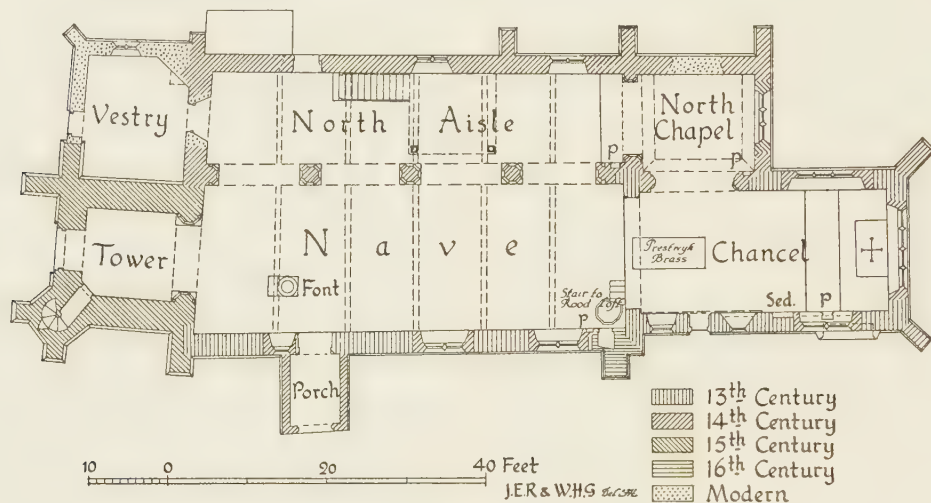 Vestry
North Aisle
North
Chapel
p
p
Tower
Nave
Font
Prestwyk
Brass
Chancel
Stair to
Rood Loft
p
Sed. p
Porch
13th Century
14th Century
15th Century
16th Century
Modern
10 0 20 40 Feet
J.E.R & W.H.G